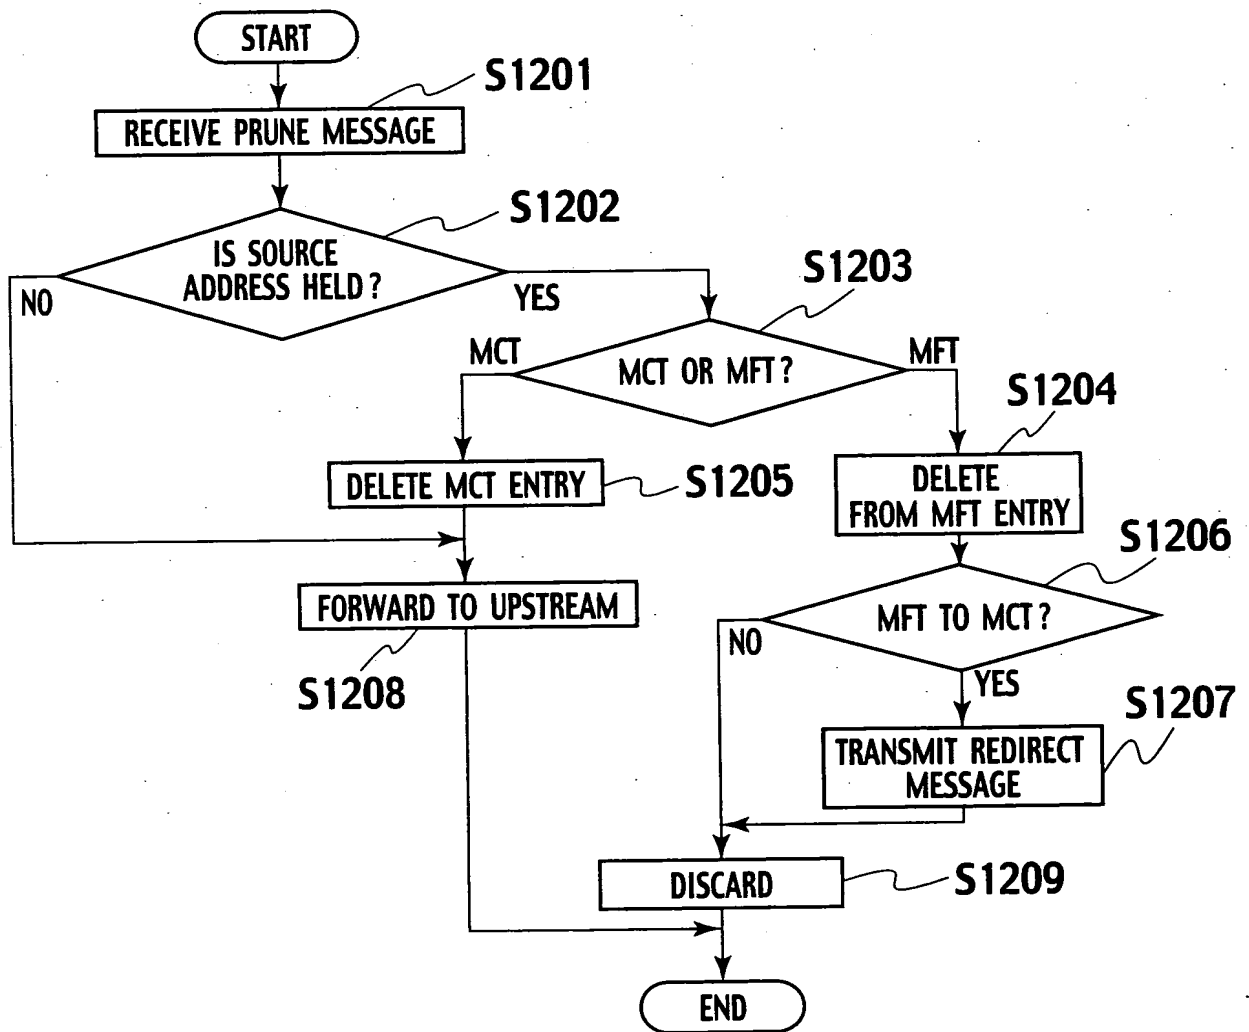 START
S1201
RECEIVE PRUNE MESSAGE
S1202
IS SOURCE
ADDRESS HELD?
NO
YES
S1203
MCT
MCT OR MFT?
MFT
S1204
DELETE MCT ENTRY
S1205
DELETE
FROM MFT ENTRY
S1206
FORWARD TO UPSTREAM
MFT TO MCT?
NO
S1208
YES
S1207
TRANSMIT REDIRECT
MESSAGE
DISCARD
S1209
END